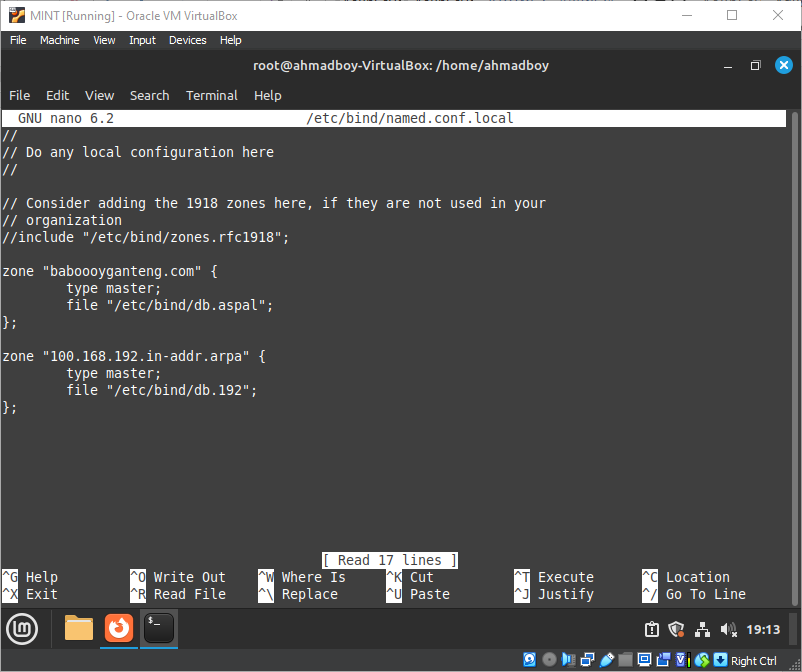 MINT [Running] - Oracle VM VirtualBox
File Machine View Input Devices Help
root@ahmadboy-VirtualBox: /home/ahmadboy
File Edit View Search Terminal Help
GNU nano 6.2 /etc/bind/named.conf.local
//
// Do any local configuration here
//
// Consider adding the 1918 zones here, if they are not used in your
// organization
//include "/etc/bind/zones.rfc1918";
zone "baboooyganteng.com" {
type master;
file "/etc/bind/db.aspal";
};
zone "100.168.192.in-addr.arpa" {
type master;
file "/etc/bind/db.192";
};
[ Read 17 lines ]
^G Help ^O Write Out ^W Where Is ^K Cut ^T Execute ^C Location
^X Exit ^R Read File ^\ Replace ^U Paste ^J Justify ^/ Go To Line
19:13
Right Ctrl